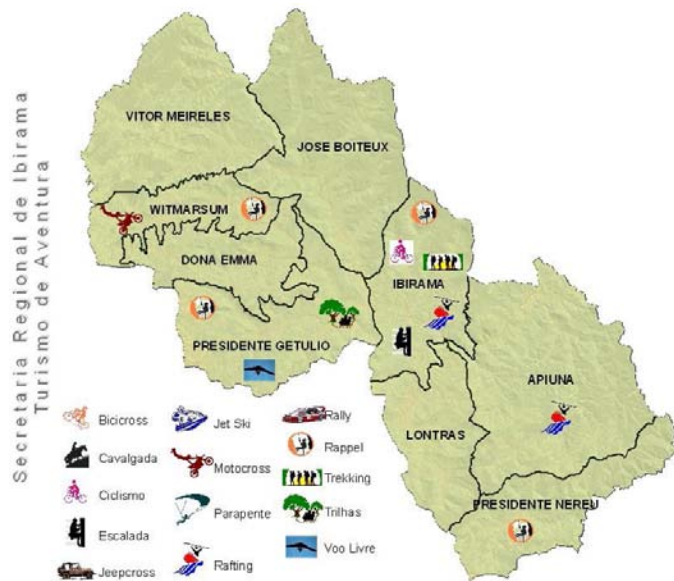 Secretaria Regional de Ibirama
Turismo de Aventura
VITOR MEIRELES
JOSE BOITEUX
WITMARSUM
DONA EMMA
IBIRAMA
PRESIDENTE GETULIO
APIUNA
LONTRAS
PRESIDENTE NEREU
Bicicross
Cavalgada
Ciclismo
Escalada
Jeepcross
Jet Ski
Motocross
Parapente
Rafting
Rally
Rappel
Trekking
Trilhas
Voo Livre